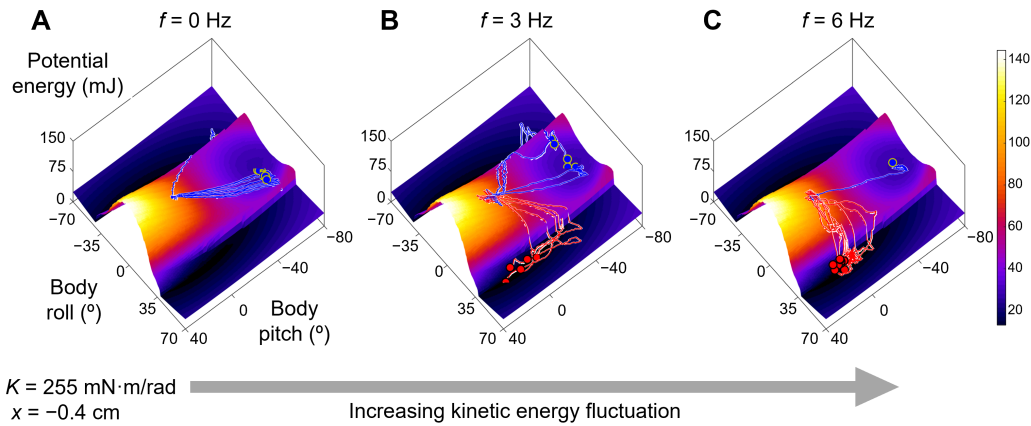 A
f = 0 Hz
B
f = 3 Hz
C
f = 6 Hz
Potential
energy (mJ)
150
75
0
−70
−35
0
35
70
40
0
−40
−80
Body
roll (º)
Body
pitch (º)
150
75
0
−70
−35
0
35
70
40
0
−40
−80
150
75
0
−70
−35
0
35
70
40
0
−40
−80
140
120
100
80
60
40
20
K = 255 mN·m/rad
x = −0.4 cm
Increasing kinetic energy fluctuation